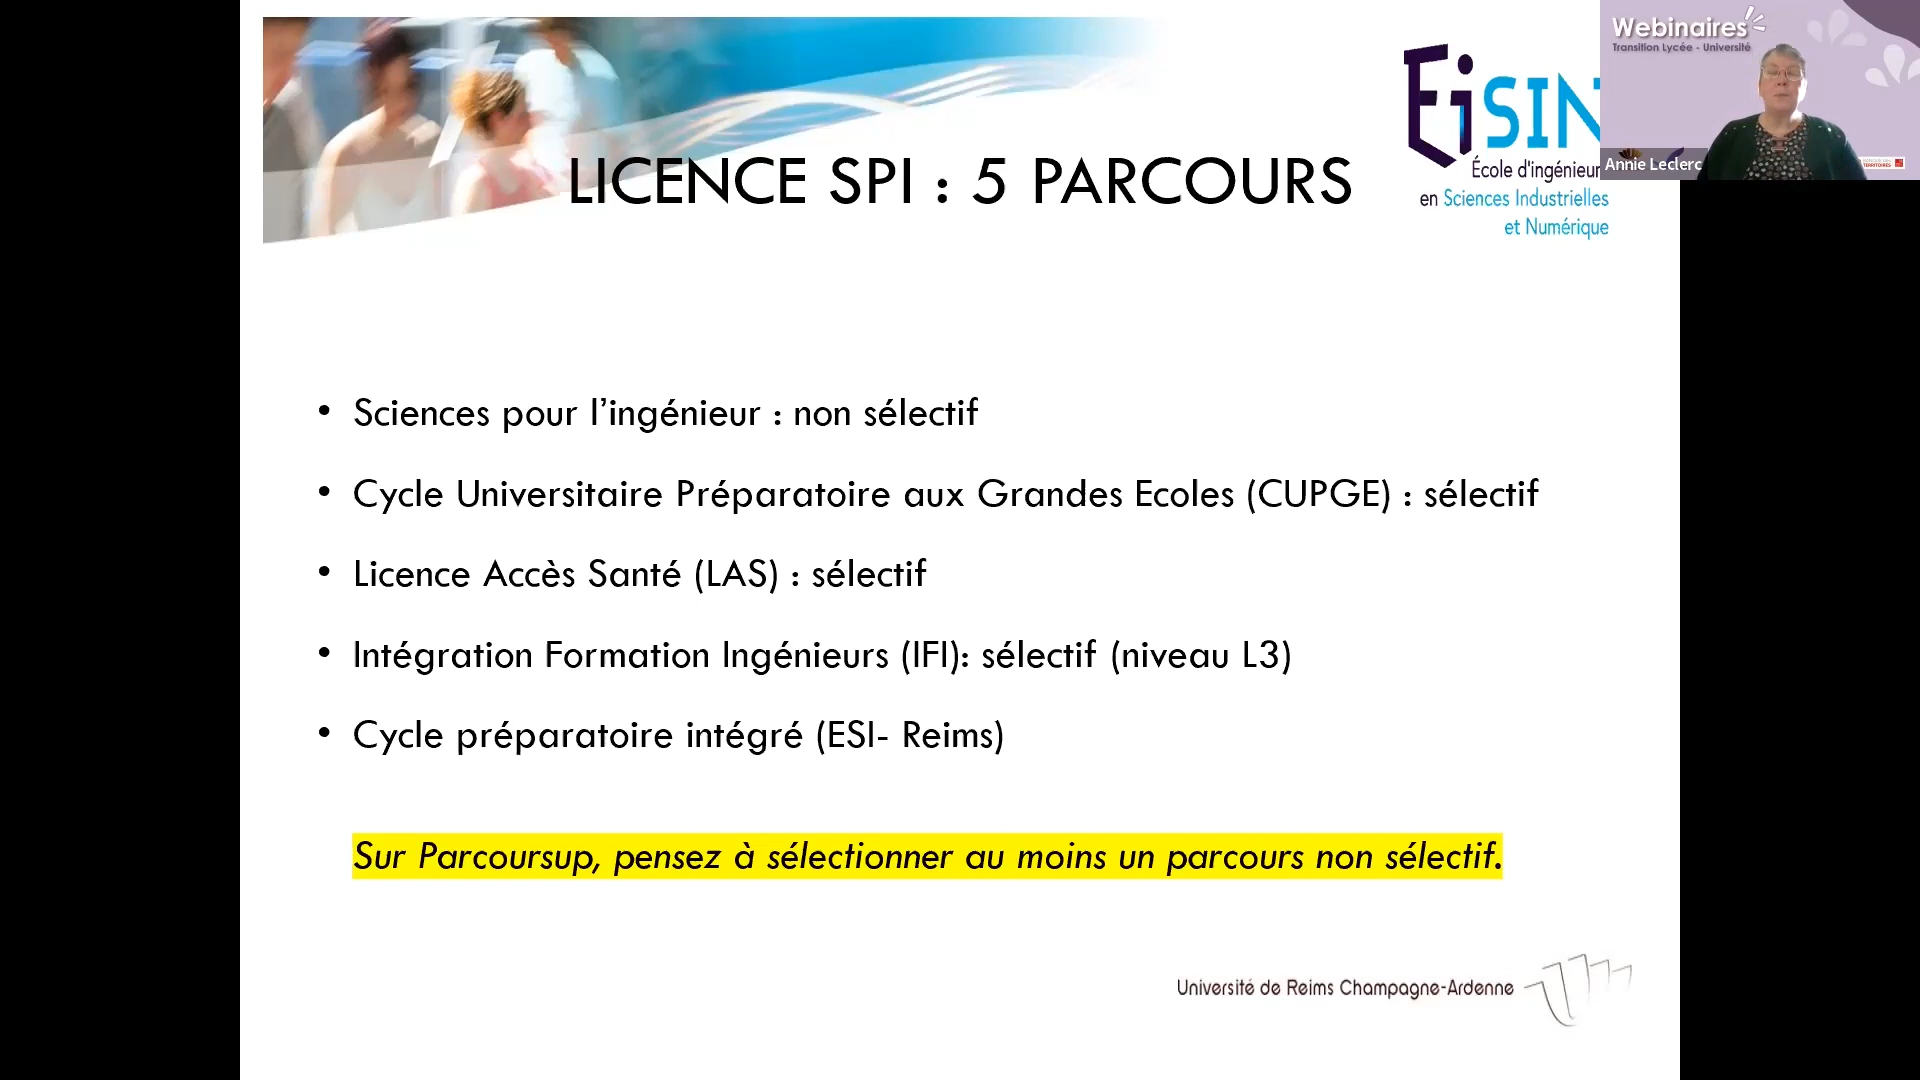 Webinaires
Transition Lycée - Université
Annie Leclerc
TERRITOIRES
EiSIN
École d'ingénieur
en Sciences Industrielles
et Numérique
LICENCE SPI : 5 PARCOURS
• Sciences pour l'ingénieur : non sélectif
• Cycle Universitaire Préparatoire aux Grandes Ecoles (CUPGE) : sélectif
• Licence Accès Santé (LAS) : sélectif
• Intégration Formation Ingénieurs (IFI): sélectif (niveau L3)
• Cycle préparatoire intégré (ESI- Reims)
Sur Parcoursup, pensez à sélectionner au moins un parcours non sélectif.
Université de Reims Champagne-Ardenne